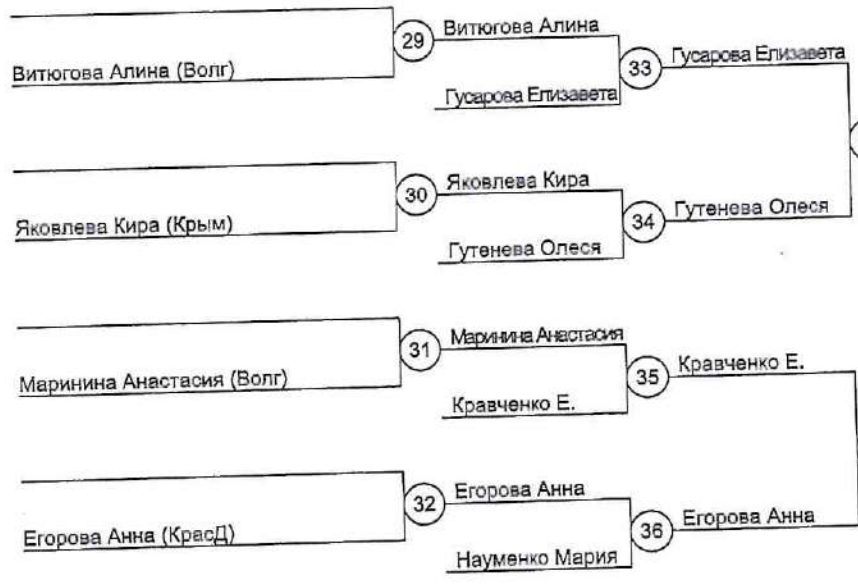 Витюгова Алина (Волг)
29
Витюгова Алина
Гусарова Елизавета
33
Гусарова Елизавета
Яковлева Кира (Крым)
30
Яковлева Кира
Гутенева Олеся
34
Гутенева Олеся
Маринина Анастасия (Волг)
31
Маринина Анастасия
Кравченко Е.
35
Кравченко Е.
Егорова Анна (КрасД)
32
Егорова Анна
Науменко Мария
36
Егорова Анна